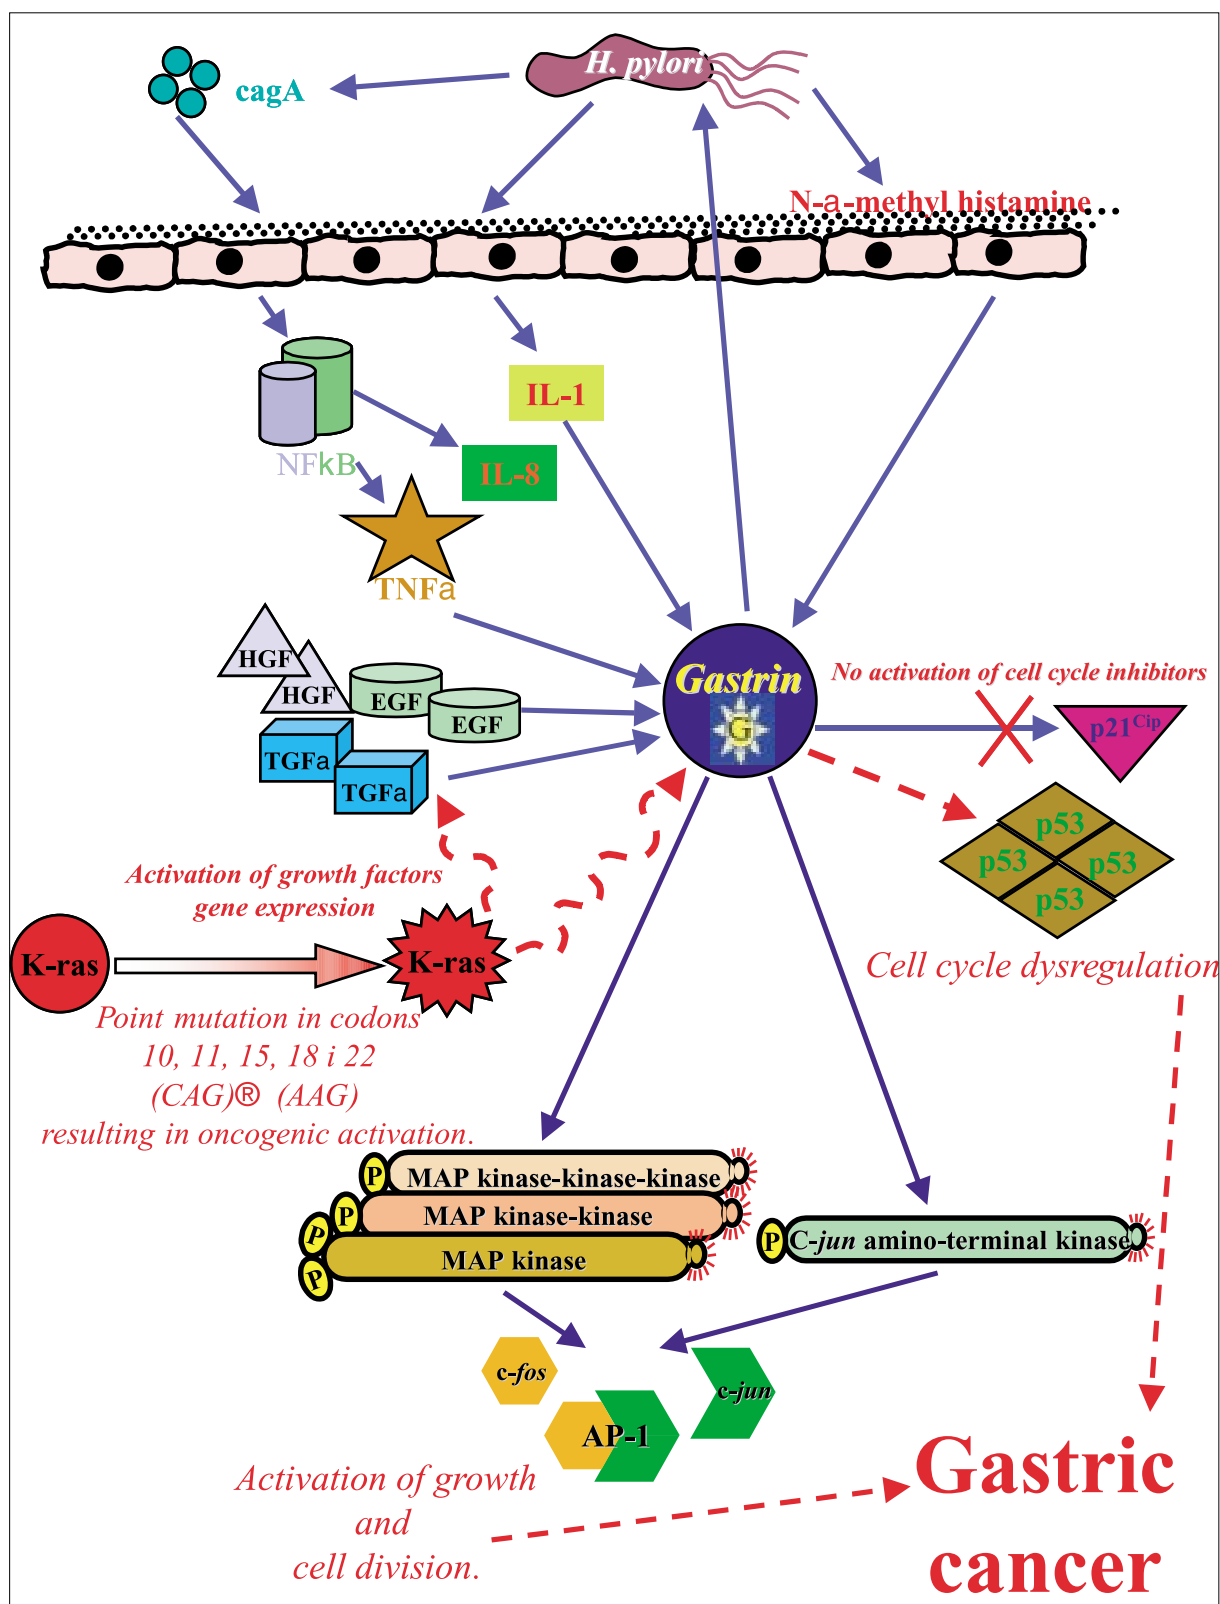 H. pylori
cagA
N-a-methyl histamine
IL-1
NFkB
IL-8
TNFa
HGF
HGF
EGF
EGF
TGFa
TGFa
Gastrin
G
No activation of cell cycle inhibitors
p21Cip
p53
p53
p53
p53
Cell cycle dysregulation
Activation of growth factors
gene expression
K-ras
K-ras
Point mutation in codons
10, 11, 15, 18 i 22
(CAG)® (AAG)
resulting in oncogenic activation.
P
MAP kinase-kinase-kinase
P
MAP kinase-kinase
P
P
MAP kinase
P
C-jun amino-terminal kinase
c-fos
c-jun
AP-1
Activation of growth
and
cell division.
Gastric
cancer